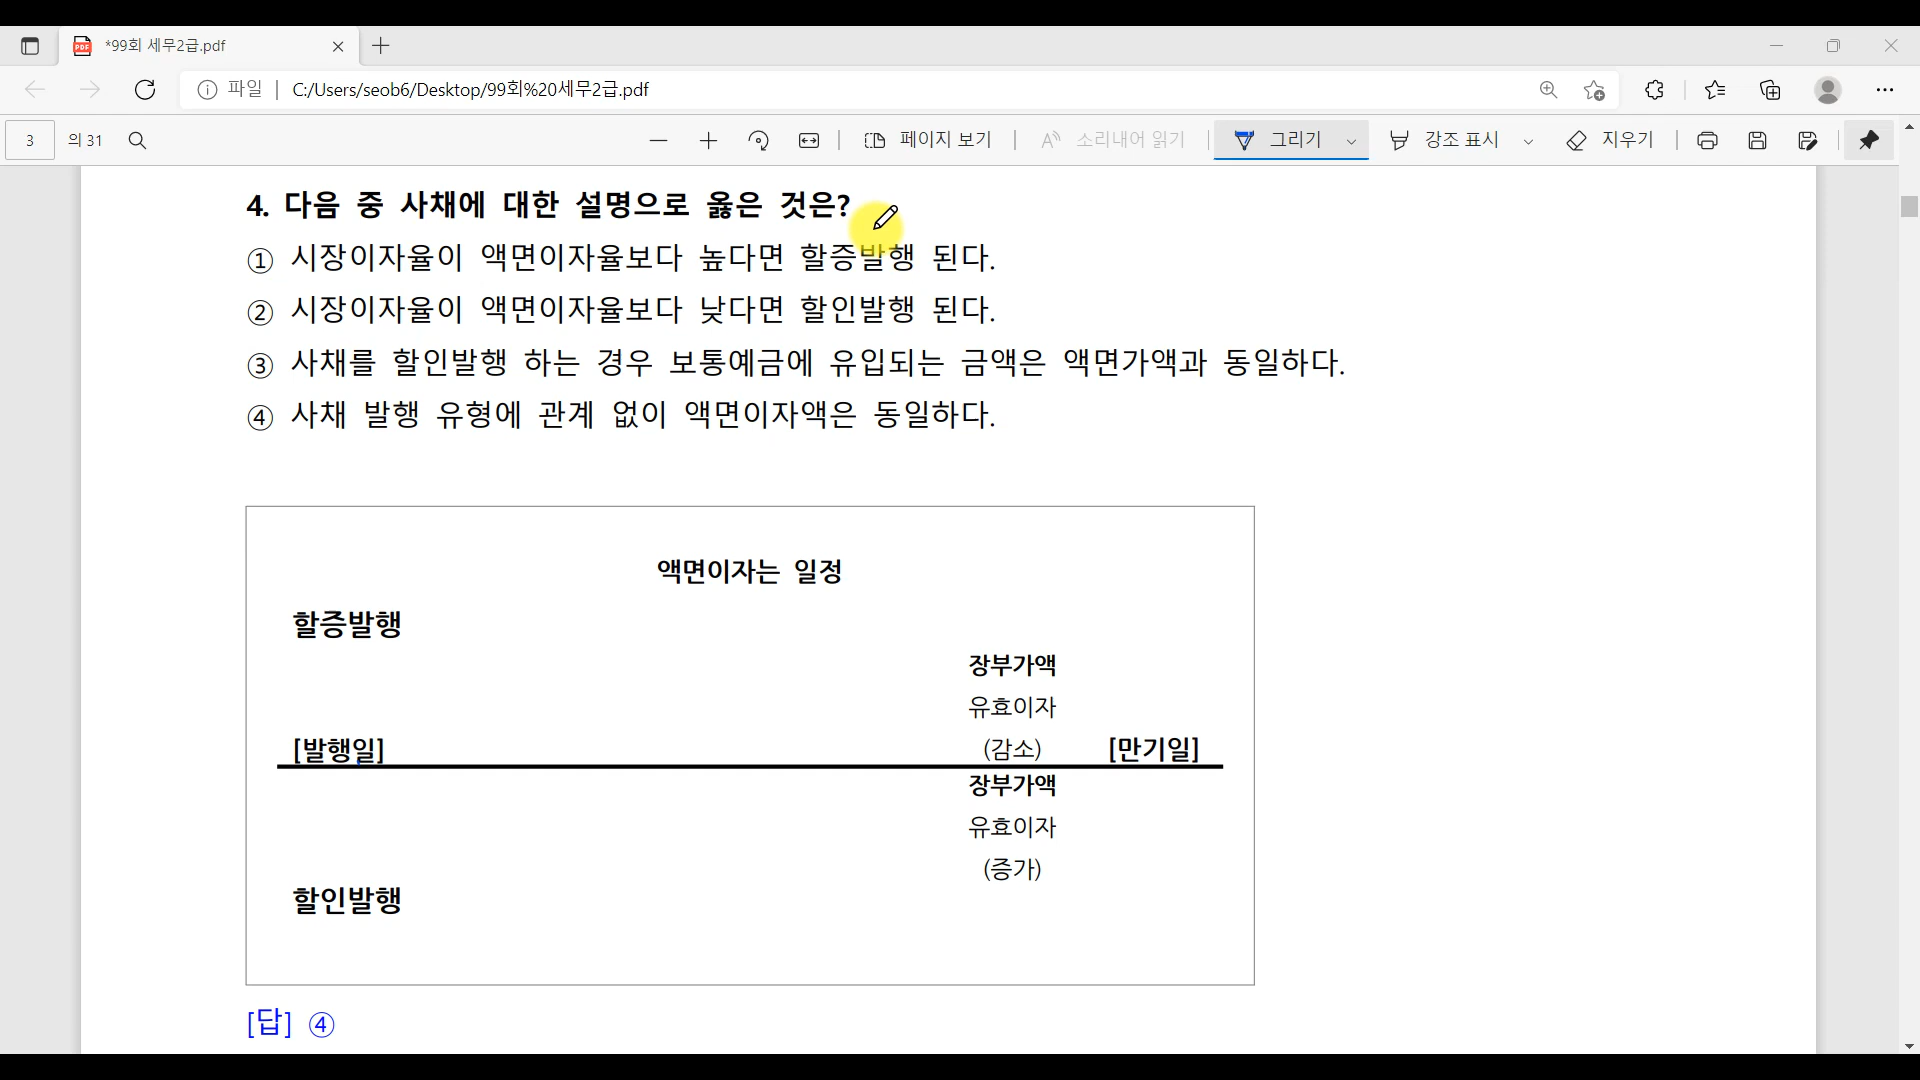 *99회 세무2급.pdf
파일 | C:/Users/seob6/Desktop/99회%20세무2급.pdf
3 의 31 페이지 보기 소리내어 읽기 그리기 강조 표시 지우기
4. 다음 중 사채에 대한 설명으로 옳은 것은?
① 시장이자율이 액면이자율보다 높다면 할증발행 된다.
② 시장이자율이 액면이자율보다 낮다면 할인발행 된다.
③ 사채를 할인발행 하는 경우 보통예금에 유입되는 금액은 액면가액과 동일하다.
④ 사채 발행 유형에 관계 없이 액면이자액은 동일하다.
액면이자는 일정
할증발행
장부가액
유효이자
[발행일] (감소) [만기일]
장부가액
유효이자
(증가)
할인발행
[답] ④